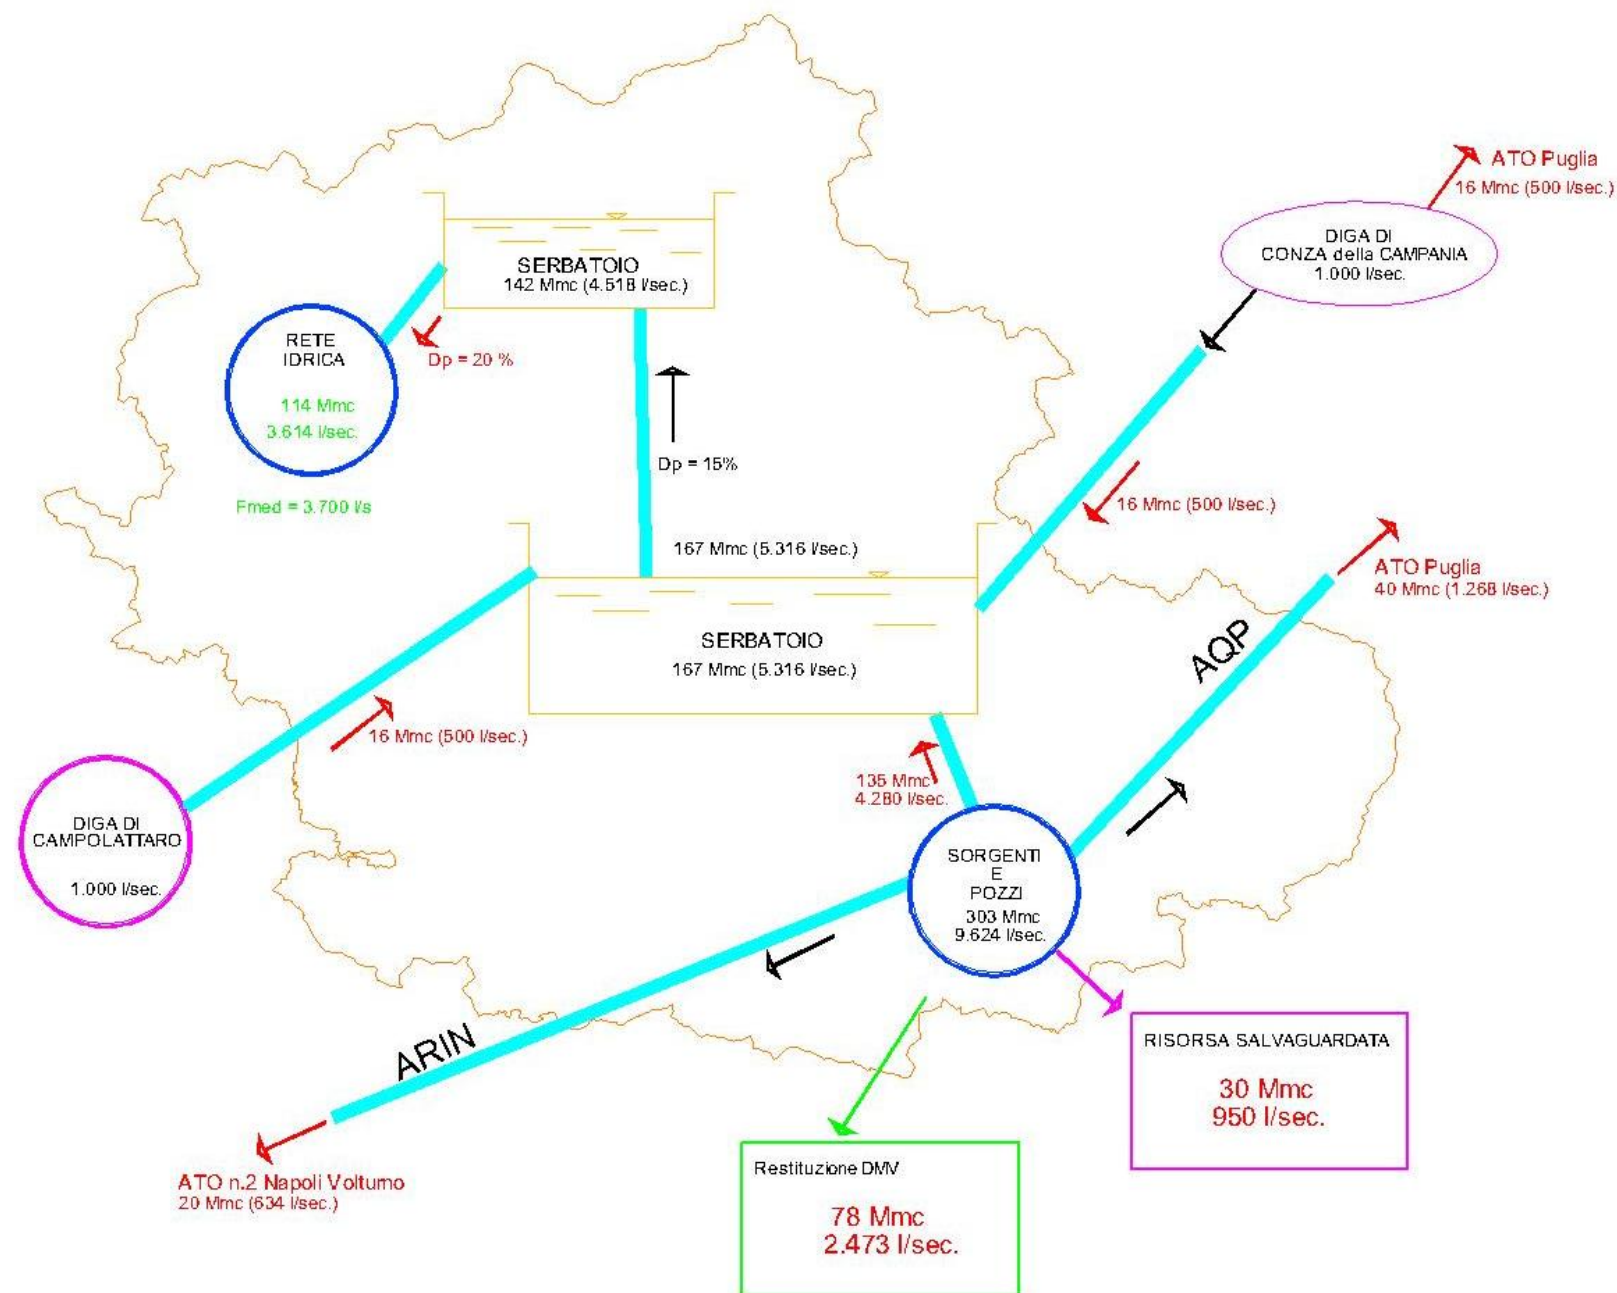 ATO Puglia
16 Mmc (500 l/sec.)
DIGA DI
CONZA della CAMPANIA
1.000 l/sec.
SERBATOIO
142 Mmc (4.518 l/sec.)
RETE
IDRICA
114 Mmc
3.614 l/sec.
Dp = 20 %
Dp = 15%
Fmed = 3.700 l/s
16 Mmc (500 l/sec.)
167 Mmc (5.316 l/sec.)
ATO Puglia
40 Mmc (1.268 l/sec.)
SERBATOIO
167 Mmc (5.316 l/sec.)
AQP
16 Mmc (500 l/sec.)
135 Mmc
4.280 l/sec.
DIGA DI
CAMPOLATTARO
1.000 l/sec.
SORGENTI
E
POZZI
303 Mmc
9.624 l/sec.
ARIN
RISORSA SALVAGUARDATA
30 Mmc
950 l/sec.
ATO n.2 Napoli Volturno
20 Mmc (634 l/sec.)
Restituzione DMV
78 Mmc
2.473 l/sec.